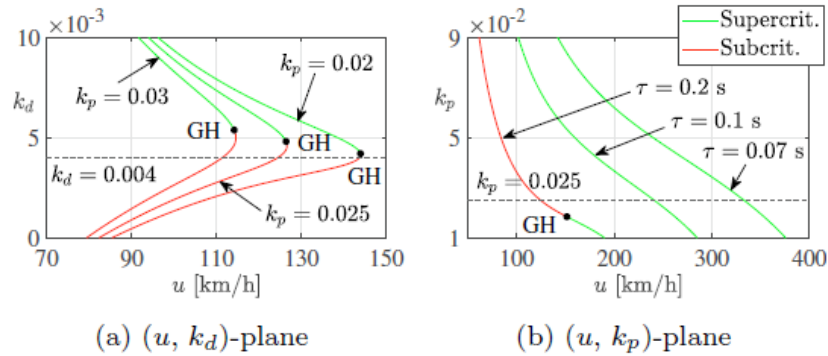 10 × 10⁻³
k_p = 0.02
k_p = 0.03
k_d
5
GH
GH
GH
k_d = 0.004
k_p = 0.025
0
70 90 110 130 150
u [km/h]
(a) (u, k_d)-plane
9 × 10⁻²
Supercrit.
Subcrit.
τ = 0.2 s
k_p
5
τ = 0.1 s
τ = 0.07 s
k_p = 0.025
GH
1
100 200 300 400
u [km/h]
(b) (u, k_p)-plane